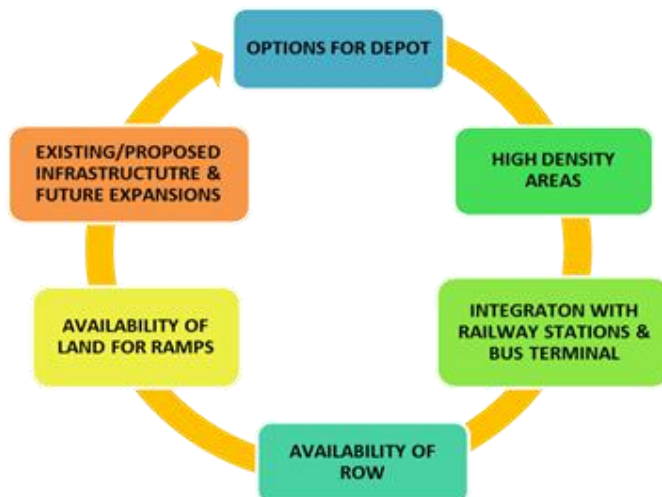 OPTIONS FOR DEPOT
HIGH DENSITY
AREAS
INTEGRATON WITH
RAILWAY STATIONS &
BUS TERMINAL
AVAILABILITY OF
ROW
AVAILABILITY OF
LAND FOR RAMPS
EXISTING/PROPOSED
INFRASTRUCTUTRE &
FUTURE EXPANSIONS